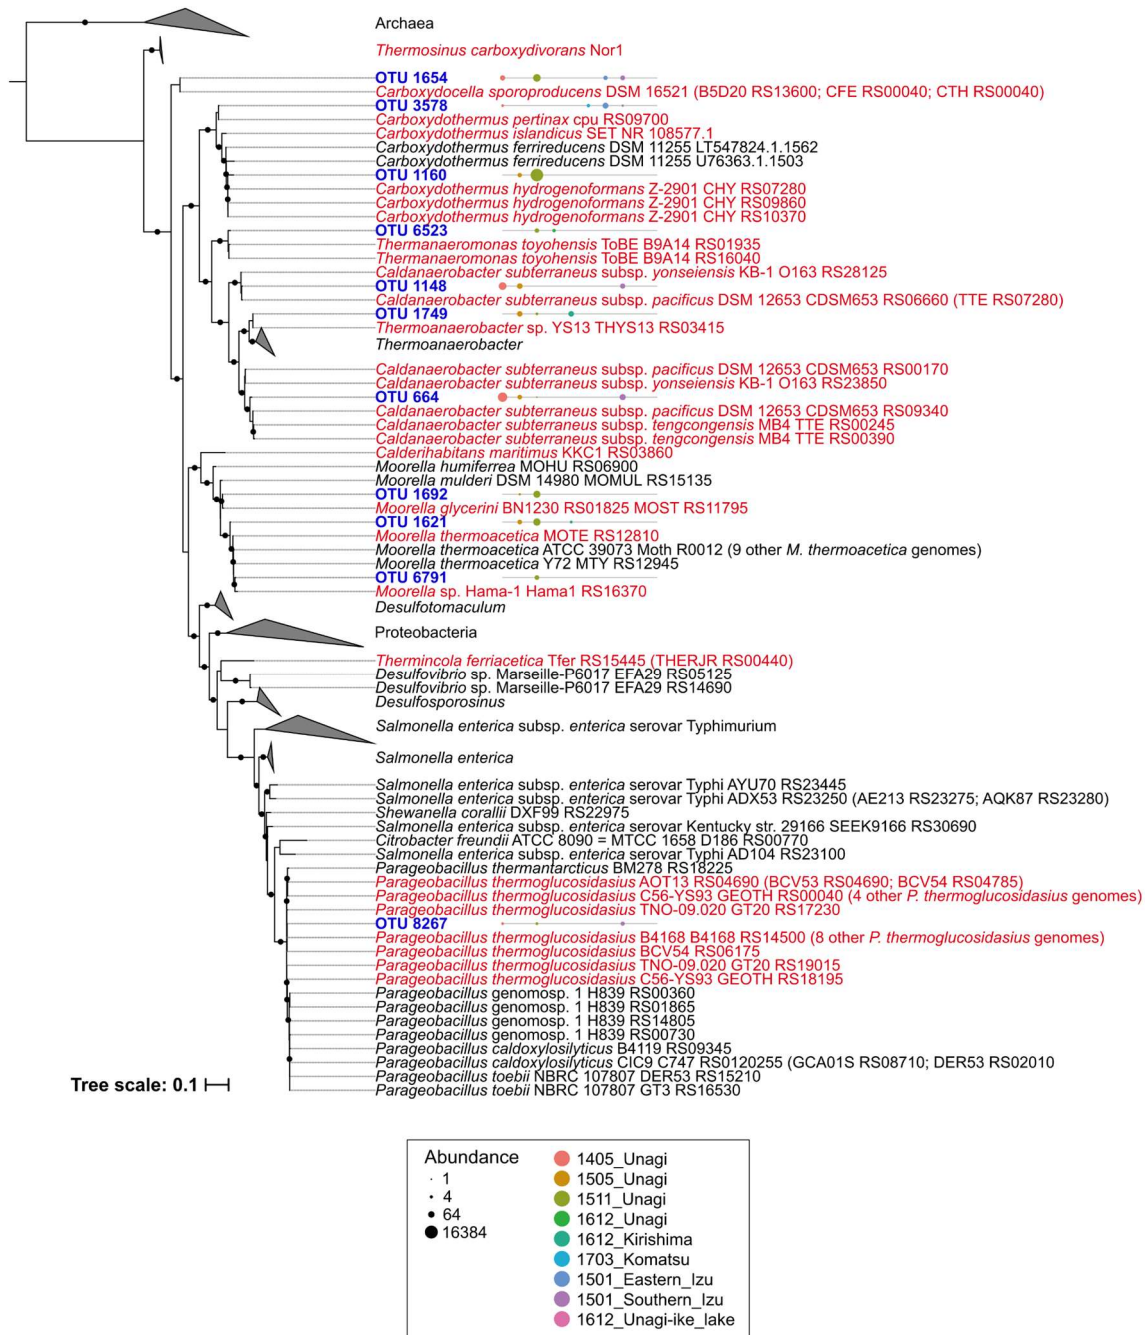 Archaea
Thermosinus carboxydivorans Nor1
OTU 1654
Carboxydocella sporoproducens DSM 16521 (B5D20 RS13600; CFE RS00040; CTH RS00040)
OTU 3578
Carboxydothermus pertinax cpu RS09700
Carboxydothermus islandicus SET NR 108577.1
Carboxydothermus ferrireducens DSM 11255 LT547824.1.1562
Carboxydothermus ferrireducens DSM 11255 U76363.1.1503
OTU 1160
Carboxydothermus hydrogenoformans Z-2901 CHY RS07280
Carboxydothermus hydrogenoformans Z-2901 CHY RS09860
Carboxydothermus hydrogenoformans Z-2901 CHY RS10370
OTU 6523
Thermanaeromonas toyohensis ToBE B9A14 RS01935
Thermanaeromonas toyohensis ToBE B9A14 RS16040
Caldanaerobacter subterraneus subsp. yonseiensis KB-1 O163 RS28125
OTU 1148
Caldanaerobacter subterraneus subsp. pacificus DSM 12653 CDSM653 RS06660 (TTE RS07280)
OTU 1749
Thermoanaerobacter sp. YS13 THYS13 RS03415
Thermoanaerobacter
Caldanaerobacter subterraneus subsp. pacificus DSM 12653 CDSM653 RS00170
Caldanaerobacter subterraneus subsp. yonseiensis KB-1 O163 RS23850
OTU 664
Caldanaerobacter subterraneus subsp. pacificus DSM 12653 CDSM653 RS09340
Caldanaerobacter subterraneus subsp. tengcongensis MB4 TTE RS00245
Caldanaerobacter subterraneus subsp. tengcongensis MB4 TTE RS00390
Calderihabitans maritimus KKC1 RS03860
Moorella humiferrea MOHU RS06900
Moorella mulderi DSM 14980 MOMUL RS15135
OTU 1692
Moorella glycerini BN1230 RS01825 MOST RS11795
OTU 1621
Moorella thermoacetica MOTE RS12810
Moorella thermoacetica ATCC 39073 Moth R0012 (9 other M. thermoacetica genomes)
Moorella thermoacetica Y72 MTY RS12945
OTU 6791
Moorella sp. Hama-1 Hama1 RS16370
Desulfotomaculum
Proteobacteria
Thermincola ferriacetica Tfer RS15445 (THERJR RS00440)
Desulfovibrio sp. Marseille-P6017 EFA29 RS05125
Desulfovibrio sp. Marseille-P6017 EFA29 RS14690
Desulfosporosinus
Salmonella enterica subsp. enterica serovar Typhimurium
Salmonella enterica
Salmonella enterica subsp. enterica serovar Typhi AYU70 RS23445
Salmonella enterica subsp. enterica serovar Typhi ADX53 RS23250 (AE213 RS23275; AQK87 RS23280)
Shewanella corallii DXF99 RS22975
Salmonella enterica subsp. enterica serovar Kentucky str. 29166 SEEK9166 RS30690
Citrobacter freundii ATCC 8090 = MTCC 1658 D186 RS00770
Salmonella enterica subsp. enterica serovar Typhi AD104 RS23100
Parageobacillus thermantarcticus BM278 RS18225
Parageobacillus thermoglucosidasius AOT13 RS04690 (BCV53 RS04690; BCV54 RS04785)
Parageobacillus thermoglucosidasius C56-YS93 GEOTH RS00040 (4 other P. thermoglucosidasius genomes)
Parageobacillus thermoglucosidasius TNO-09.020 GT20 RS17230
OTU 8267
Parageobacillus thermoglucosidasius B4168 B4168 RS14500 (8 other P. thermoglucosidasius genomes)
Parageobacillus thermoglucosidasius BCV54 RS06175
Parageobacillus thermoglucosidasius TNO-09.020 GT20 RS19015
Parageobacillus thermoglucosidasius C56-YS93 GEOTH RS18195
Parageobacillus genomosp. 1 H839 RS00360
Parageobacillus genomosp. 1 H839 RS01865
Parageobacillus genomosp. 1 H839 RS14805
Parageobacillus genomosp. 1 H839 RS00730
Parageobacillus caldoxylosilyticus B4119 RS09345
Parageobacillus caldoxylosilyticus CIC9 C747 RS0120255 (GCA01S RS08710; DER53 RS02010
Parageobacillus toebii NBRC 107807 DER53 RS15210
Parageobacillus toebii NBRC 107807 GT3 RS16530
Tree scale: 0.1
Abundance
1
4
64
16384
1405_Unagi
1505_Unagi
1511_Unagi
1612_Unagi
1612_Kirishima
1703_Komatsu
1501_Eastern_Izu
1501_Southern_Izu
1612_Unagi-ike_lake